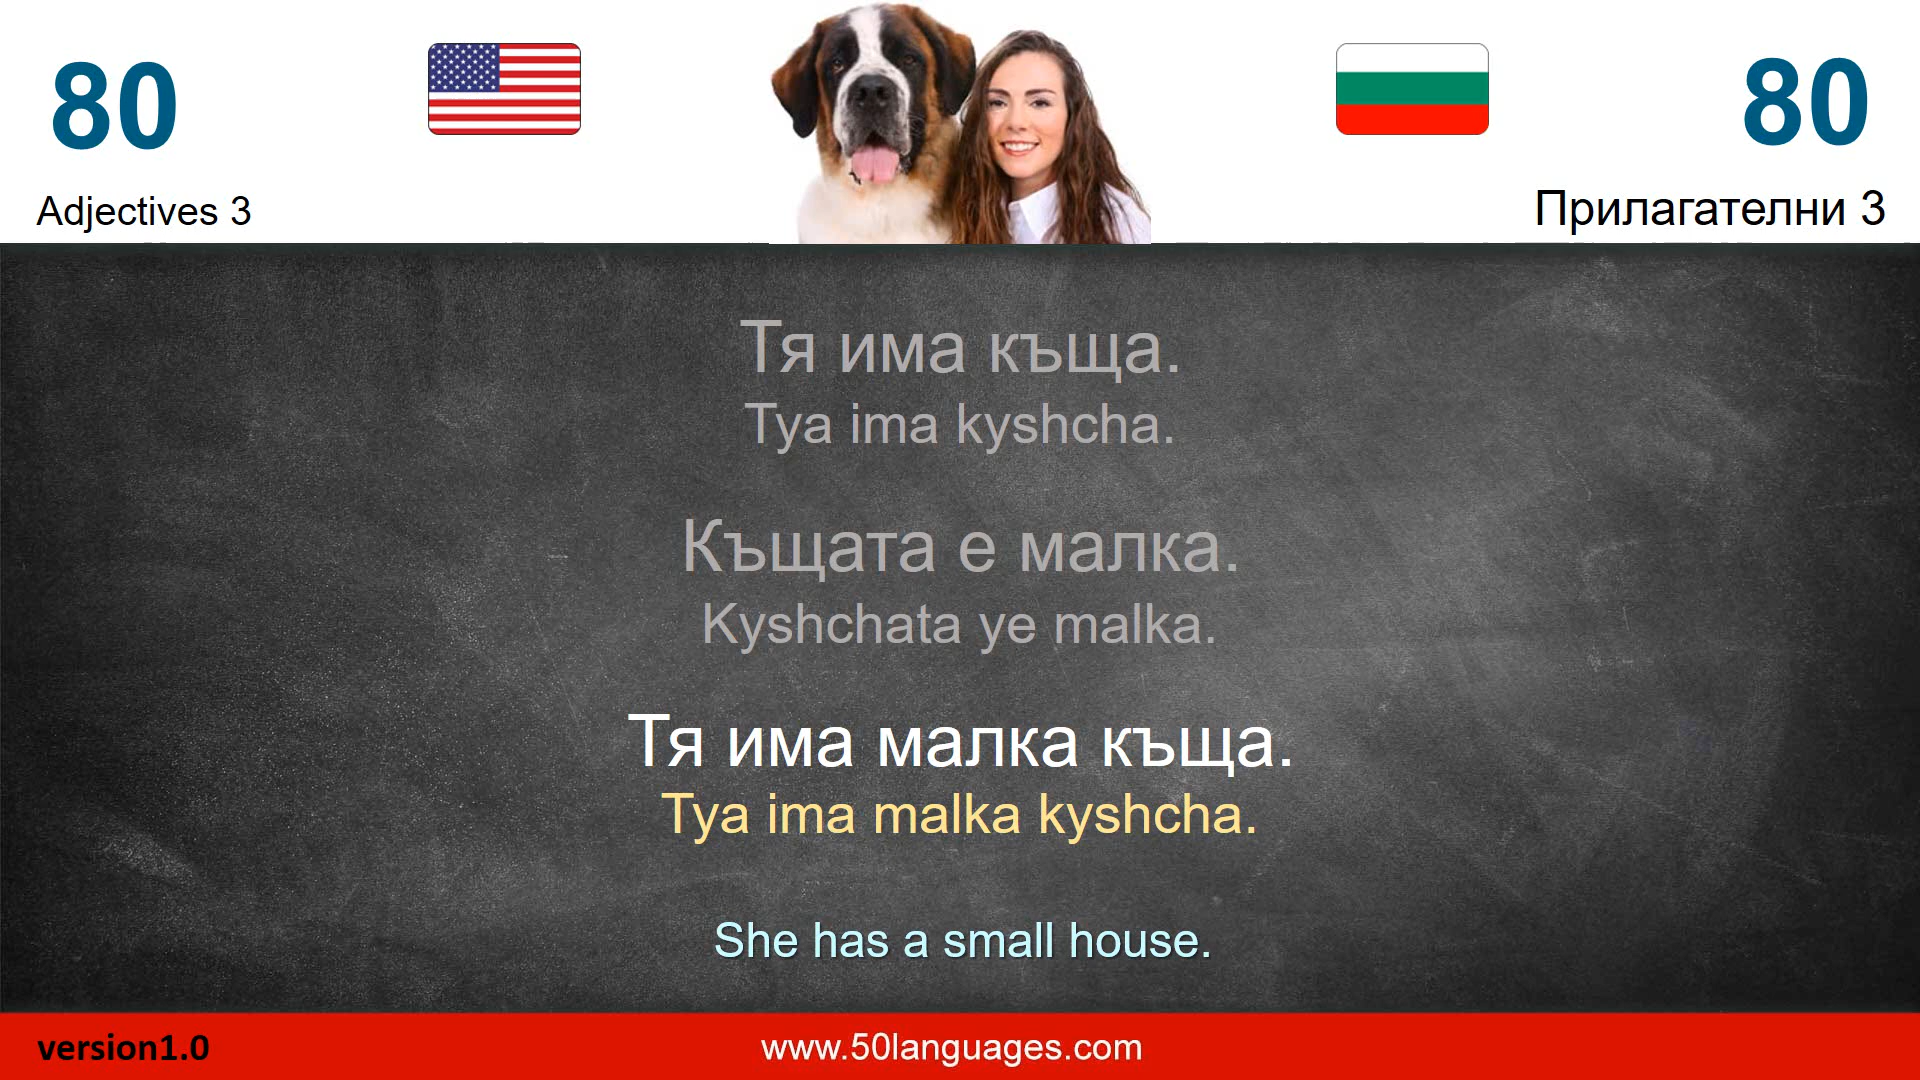 80
80
Adjectives 3
Прилагателни 3
Тя има къща.
Tya ima kyshcha.
Къщата е малка.
Kyshchata ye malka.
Тя има малка къща.
Tya ima malka kyshcha.
She has a small house.
version1.0
www.50languages.com